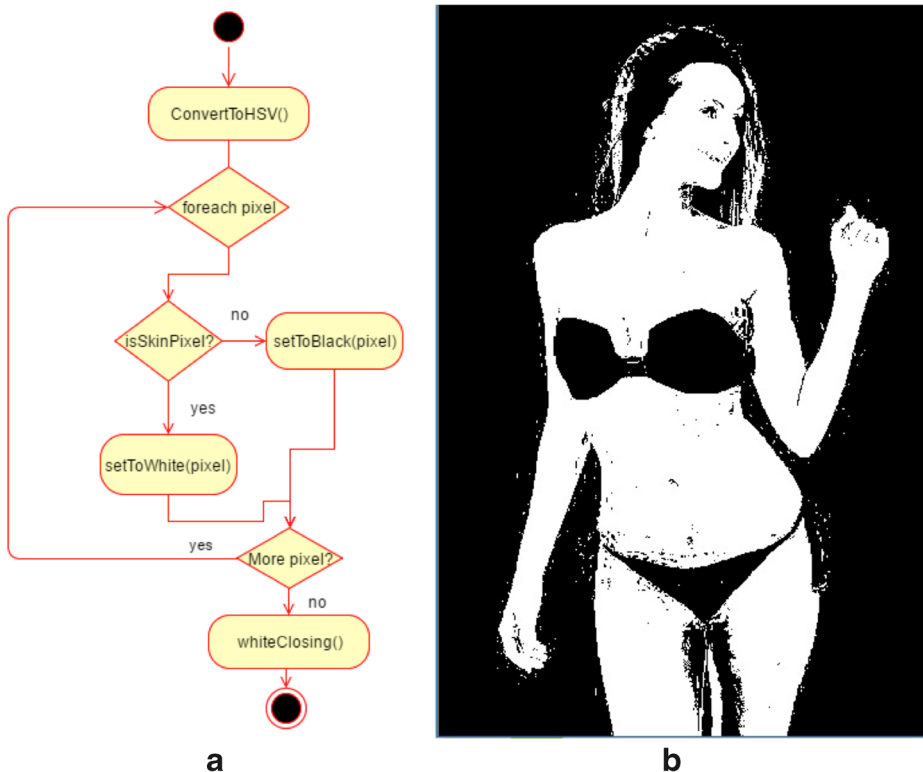 ConvertToHSV()
foreach pixel
no
isSkinPixel?
setToBlack(pixel)
yes
setToWhite(pixel)
yes
More pixel?
no
whiteClosing()
a
b